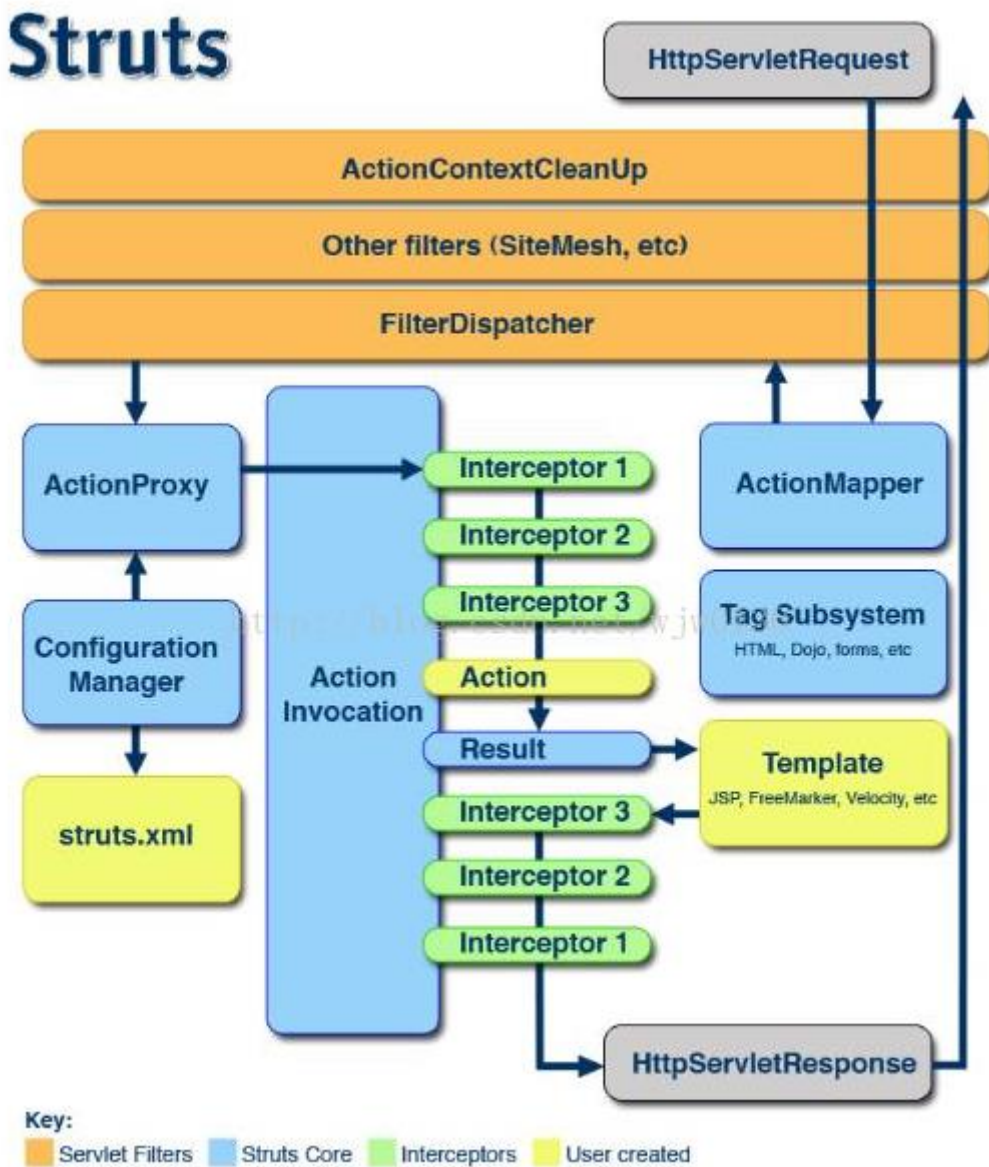 Struts
HttpServletRequest
ActionContextCleanUp
Other filters (SiteMesh, etc)
FilterDispatcher
ActionProxy
Interceptor 1
ActionMapper
Interceptor 2
Interceptor 3
Tag Subsystem
HTML, Dojo, forms, etc
Configuration
Manager
Action
Invocation
Action
Result
Template
JSP, FreeMarker, Velocity, etc
struts.xml
Interceptor 3
Interceptor 2
Interceptor 1
HttpServletResponse
Key:
Servlet Filters
Struts Core
Interceptors
User created